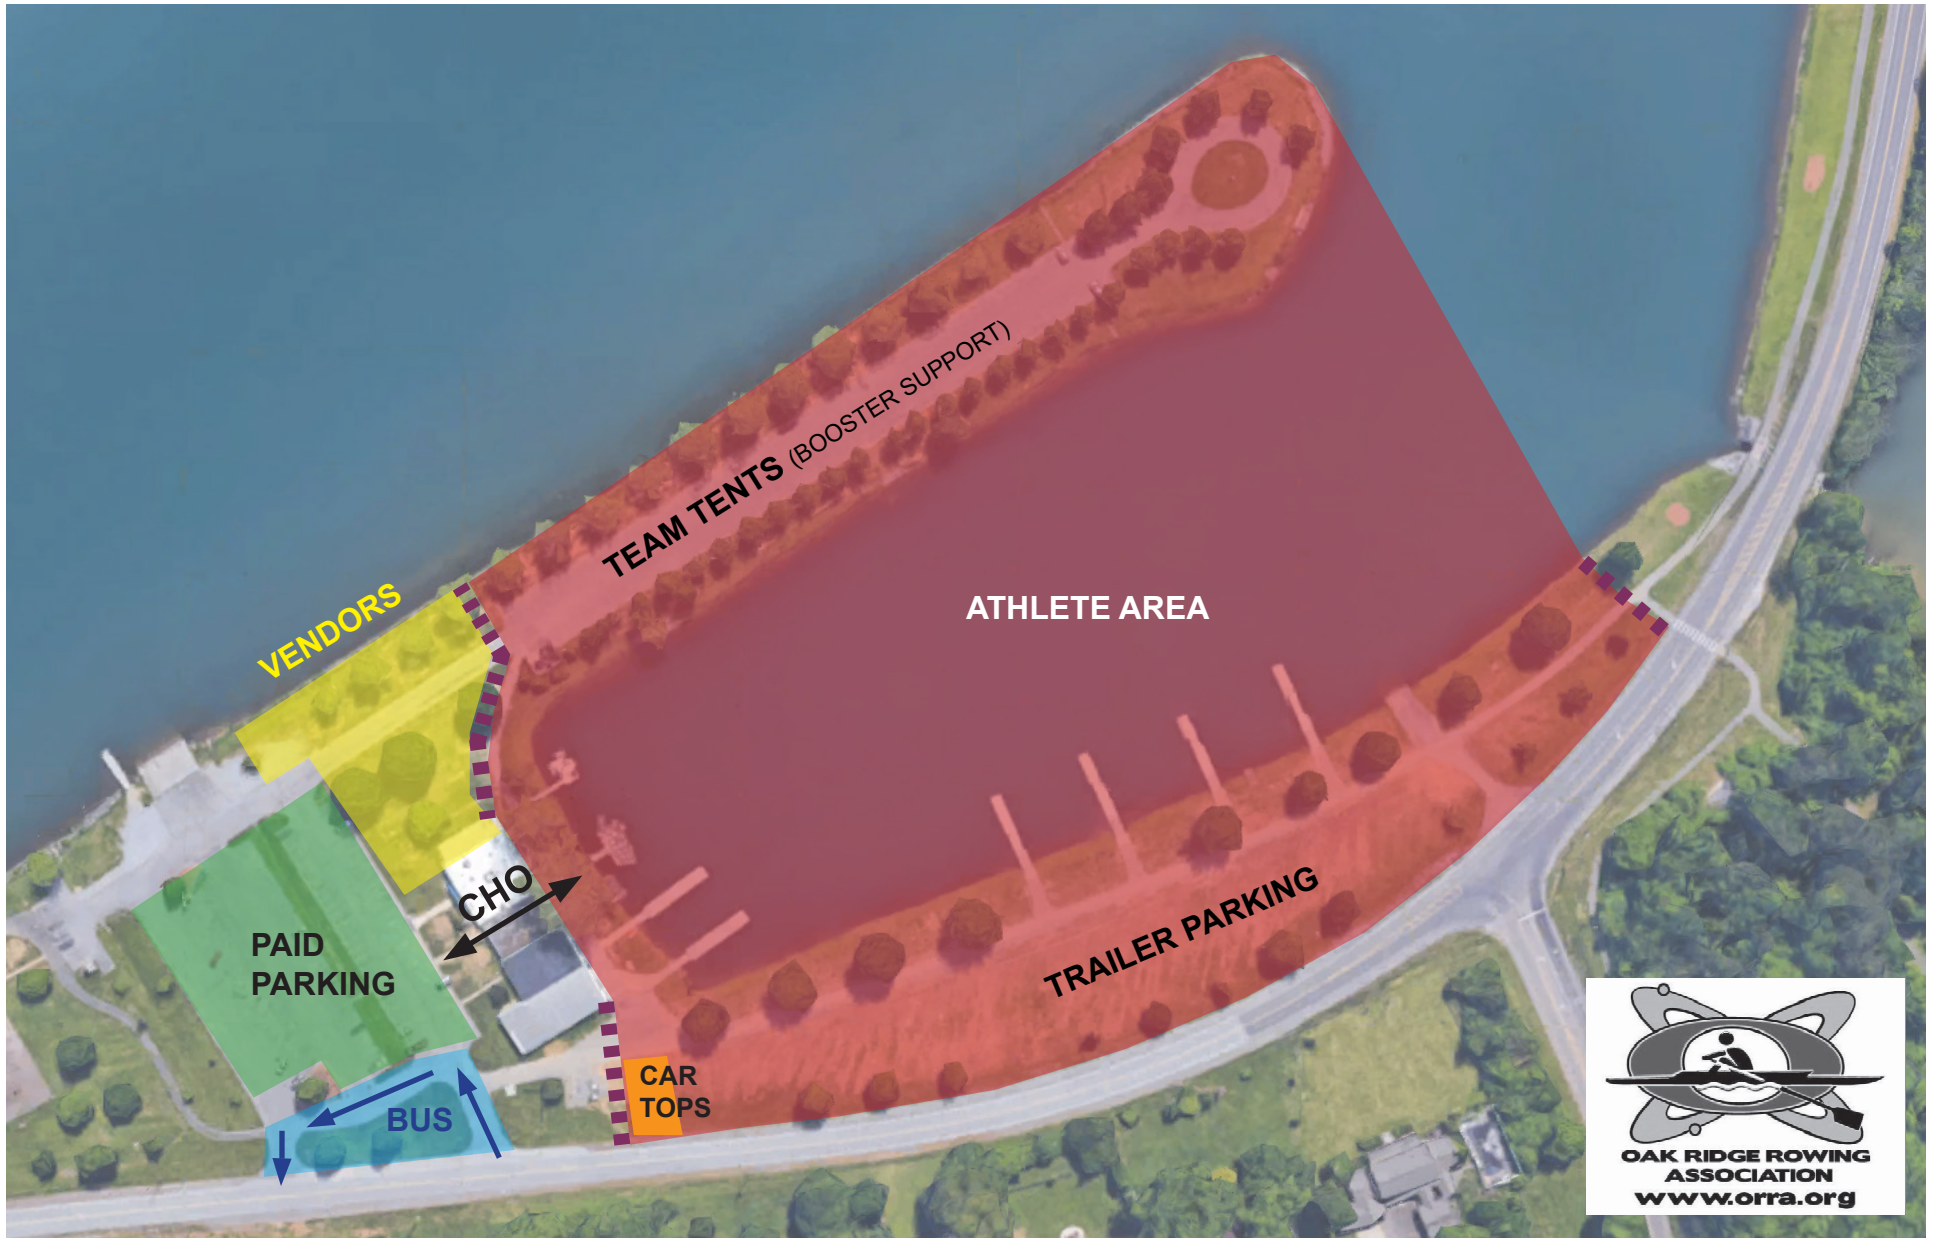 TEAM TENTS (BOOSTER SUPPORT)
VENDORS
ATHLETE AREA
CHO
PAID
PARKING
TRAILER PARKING
CAR
TOPS
BUS
OAK RIDGE ROWING
ASSOCIATION
www.orra.org